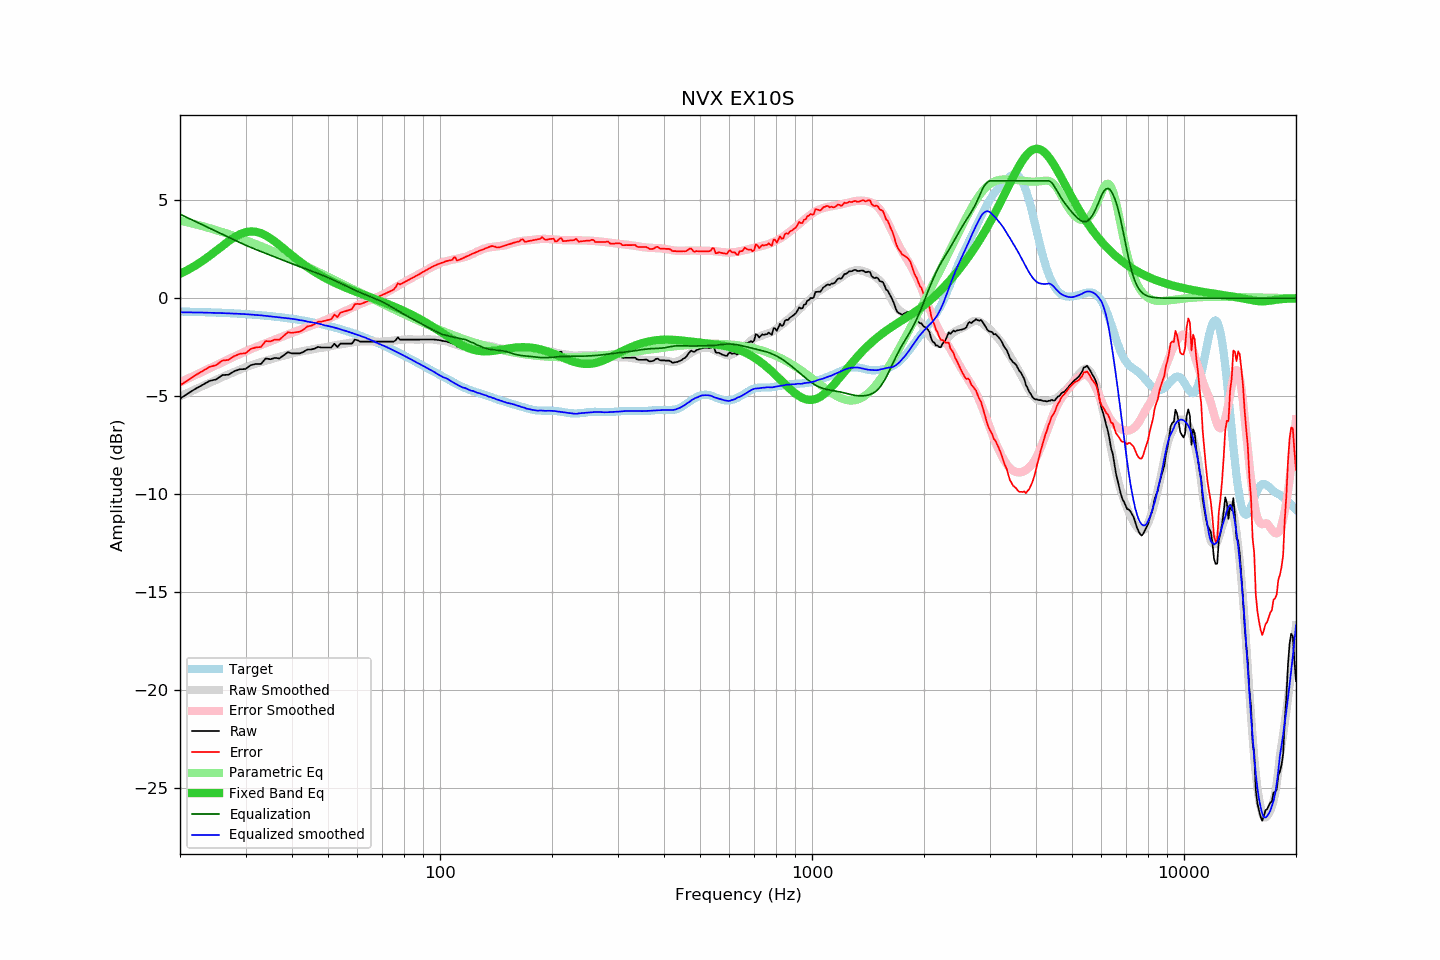 NVX EX10S
Amplitude (dBr)
5
0
−5
−10
−15
−20
−25
Target
Raw Smoothed
Error Smoothed
Raw
Error
Parametric Eq
Fixed Band Eq
Equalization
Equalized smoothed
100 1000 10000
Frequency (Hz)